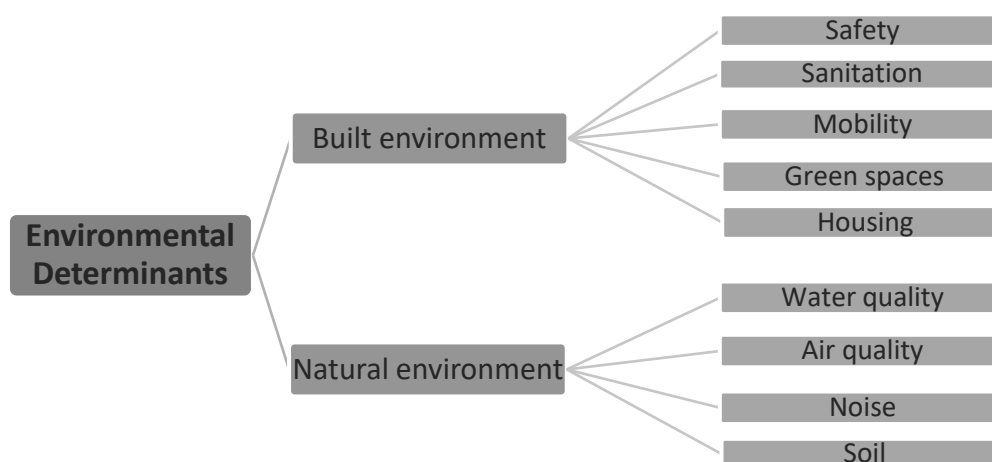 Environmental
Determinants
Built environment
Safety
Sanitation
Mobility
Green spaces
Housing
Natural environment
Water quality
Air quality
Noise
Soil